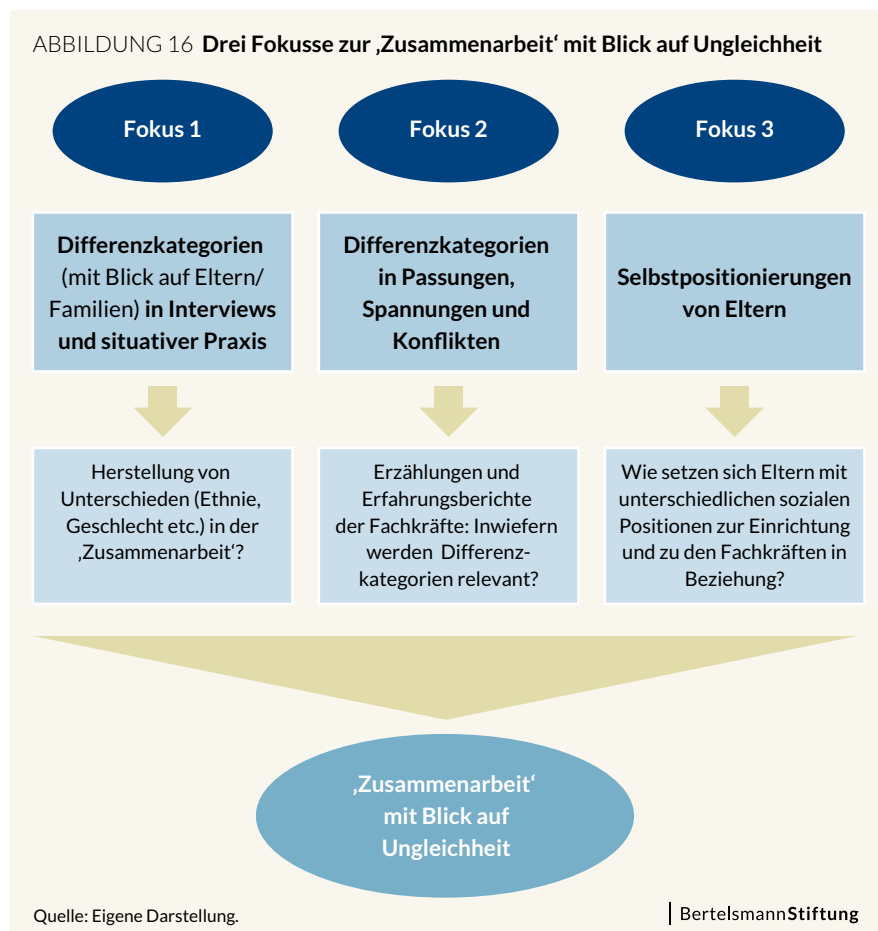 ABBILDUNG 16 Drei Fokusse zur ‚Zusammenarbeit‘ mit Blick auf Ungleichheit
Fokus 1
Fokus 2
Fokus 3
Differenzkategorien
(mit Blick auf Eltern/
Familien) in Interviews
und situativer Praxis
Differenzkategorien
in Passungen,
Spannungen und
Konflikten
Selbstpositionierungen
von Eltern
Herstellung von
Unterschieden (Ethnie,
Geschlecht etc.) in der
‚Zusammenarbeit‘?
Erzählungen und
Erfahrungsberichte
der Fachkräfte: Inwiefern
werden Differenz-
kategorien relevant?
Wie setzen sich Eltern mit
unterschiedlichen sozialen
Positionen zur Einrichtung
und zu den Fachkräften in
Beziehung?
‚Zusammenarbeit‘
mit Blick auf
Ungleichheit
Quelle: Eigene Darstellung.
BertelsmannStiftung